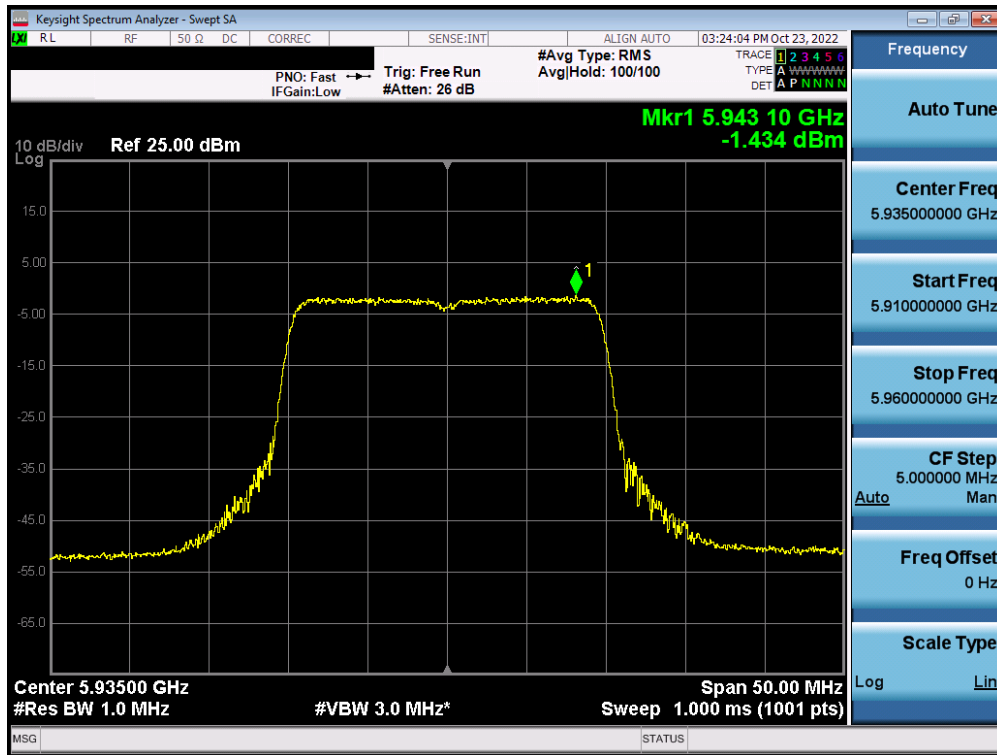 Keysight Spectrum Analyzer - Swept SA
LXI RL RF 50 Ω DC CORREC SENSE:INT ALIGN AUTO 03:24:04 PM Oct 23, 2022
#Avg Type: RMS TRACE 1 2 3 4 5 6
PNO: Fast Trig: Free Run Avg|Hold: 100/100 TYPE A WWWWW
IFGain:Low #Atten: 26 dB DET A P N N N N
Mkr1 5.943 10 GHz
-1.434 dBm
10 dB/div Ref 25.00 dBm
Log
15.0
5.00
-5.00
-15.0
-25.0
-35.0
-45.0
-55.0
-65.0
1
Center 5.93500 GHz Span 50.00 MHz
#Res BW 1.0 MHz #VBW 3.0 MHz* Sweep 1.000 ms (1001 pts)
MSG STATUS
Frequency
Auto Tune
Center Freq
5.935000000 GHz
Start Freq
5.910000000 GHz
Stop Freq
5.960000000 GHz
CF Step
5.000000 MHz
Auto Man
Freq Offset
0 Hz
Scale Type
Log Lin